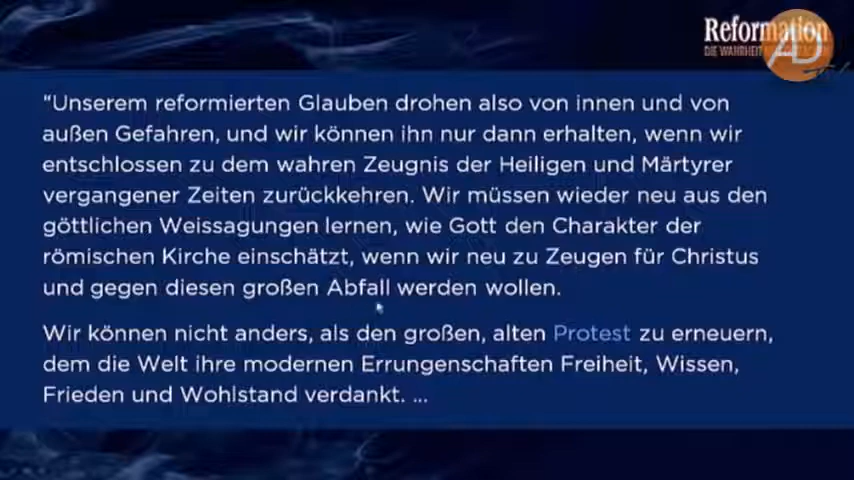 Reformation
DIE WAHRHEIT
"Unserem reformierten Glauben drohen also von innen und von
außen Gefahren, und wir können ihn nur dann erhalten, wenn wir
entschlossen zu dem wahren Zeugnis der Heiligen und Märtyrer
vergangener Zeiten zurückkehren. Wir müssen wieder neu aus den
göttlichen Weissagungen lernen, wie Gott den Charakter der
römischen Kirche einschätzt, wenn wir neu zu Zeugen für Christus
und gegen diesen großen Abfall werden wollen.
Wir können nicht anders, als den großen, alten Protest zu erneuern,
dem die Welt ihre modernen Errungenschaften Freiheit, Wissen,
Frieden und Wohlstand verdankt. ...